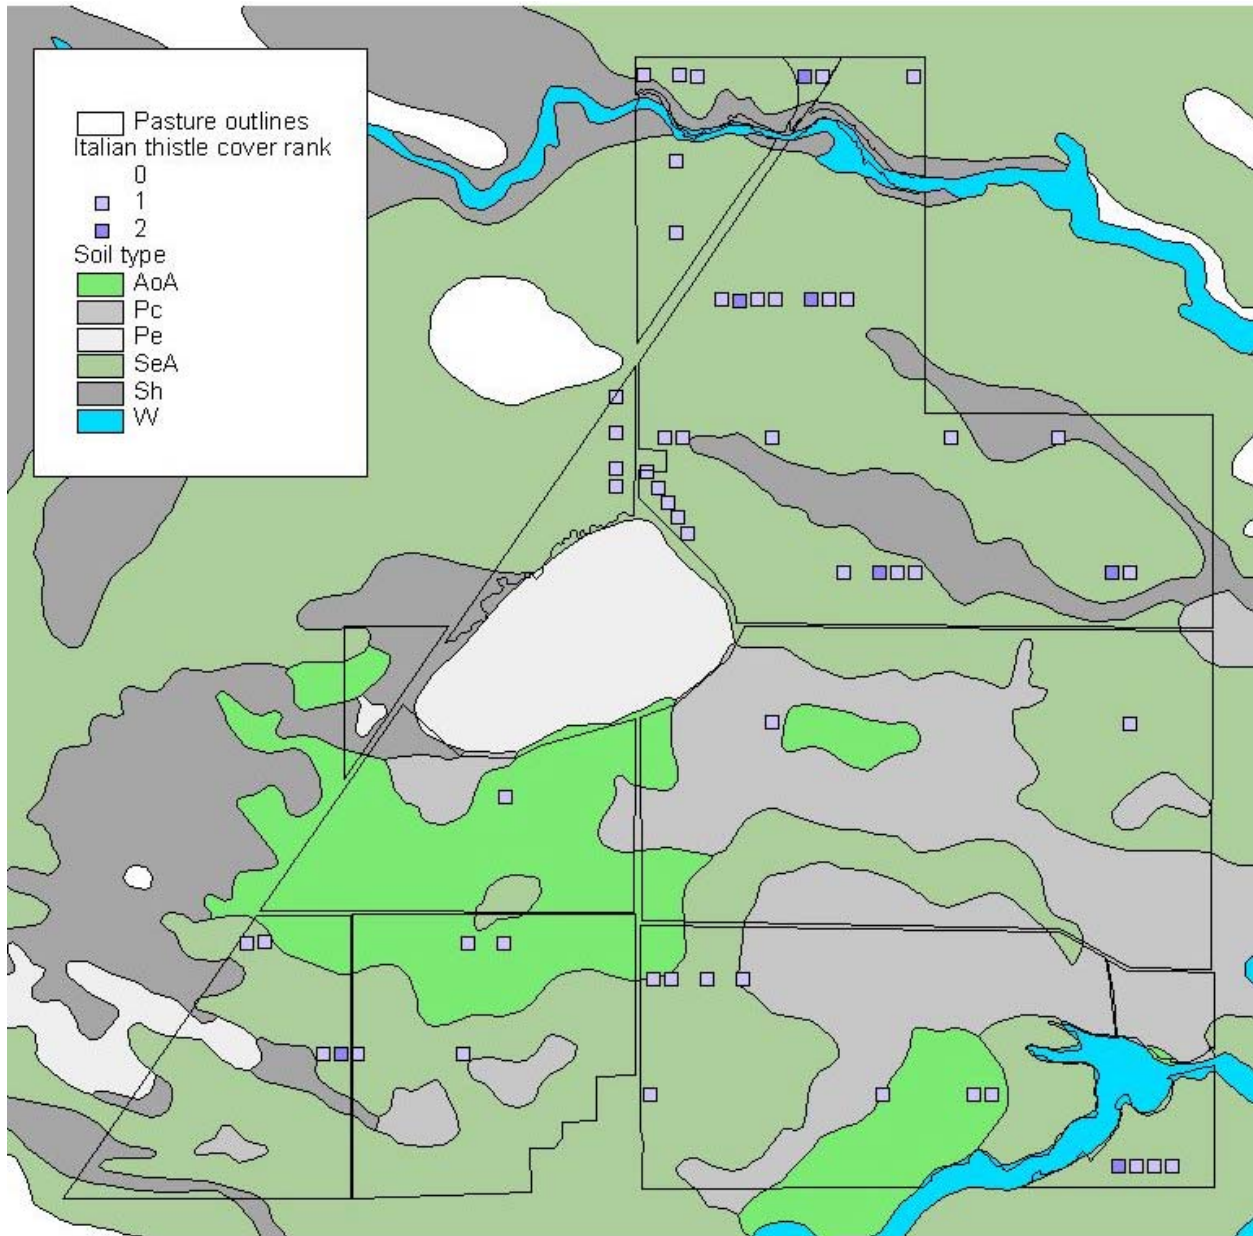 Pasture outlines
Italian thistle cover rank
0
1
2
Soil type
AoA
Pc
Pe
SeA
Sh
W